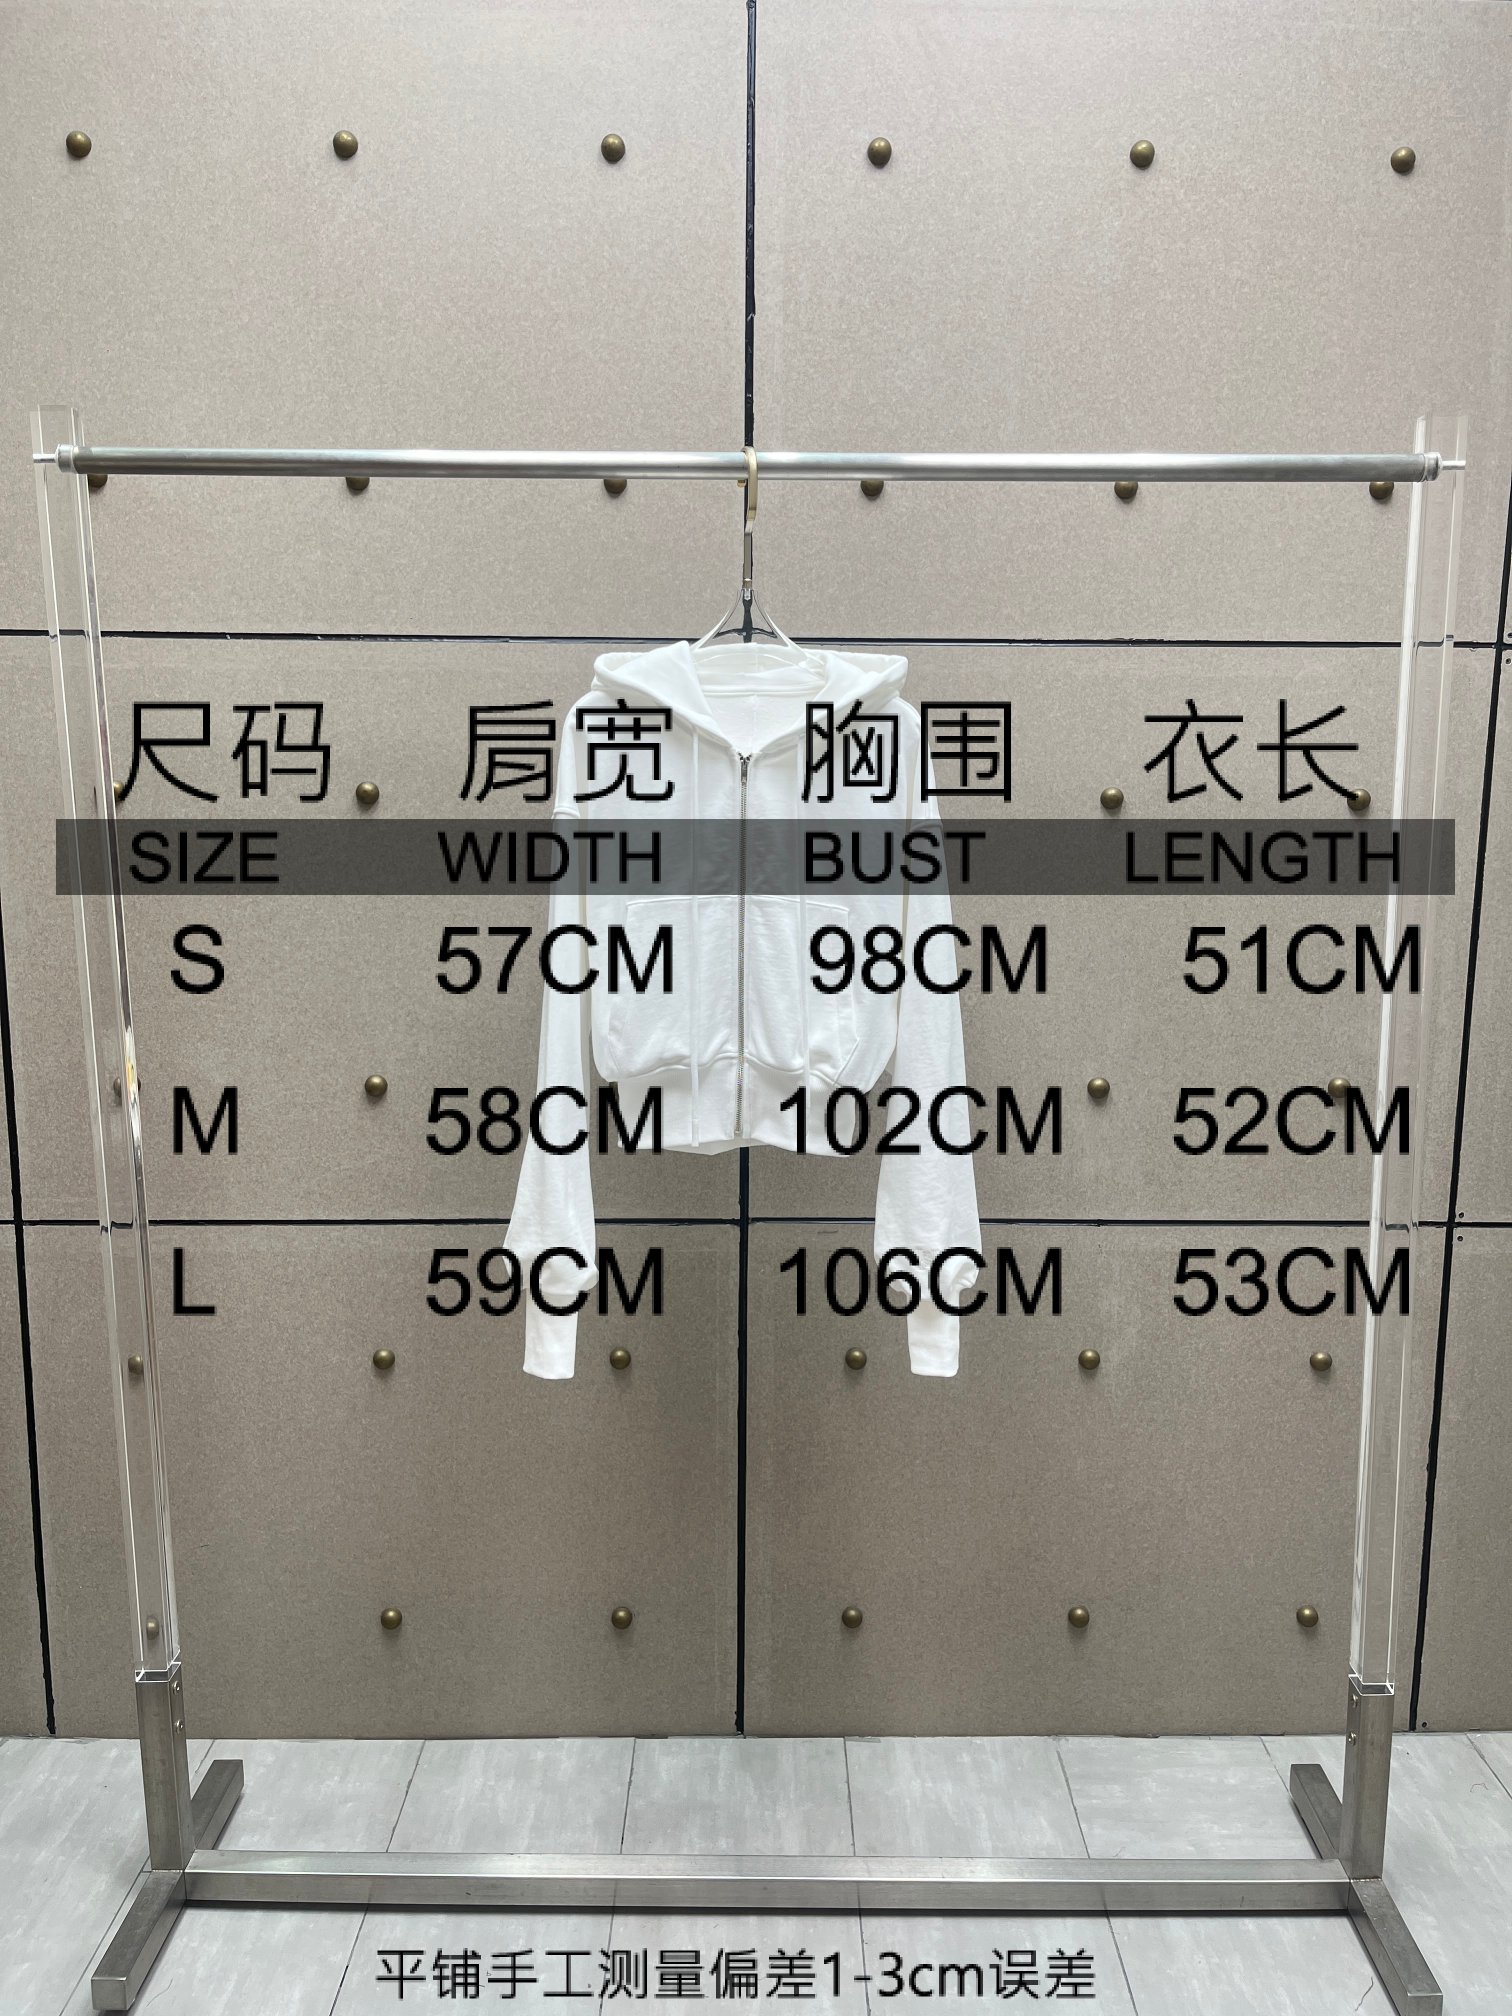 尺码 肩宽 胸围 衣长
SIZE WIDTH BUST LENGTH
S 57CM 98CM 51CM
M 58CM 102CM 52CM
L 59CM 106CM 53CM
平铺手工测量偏差1-3cm误差